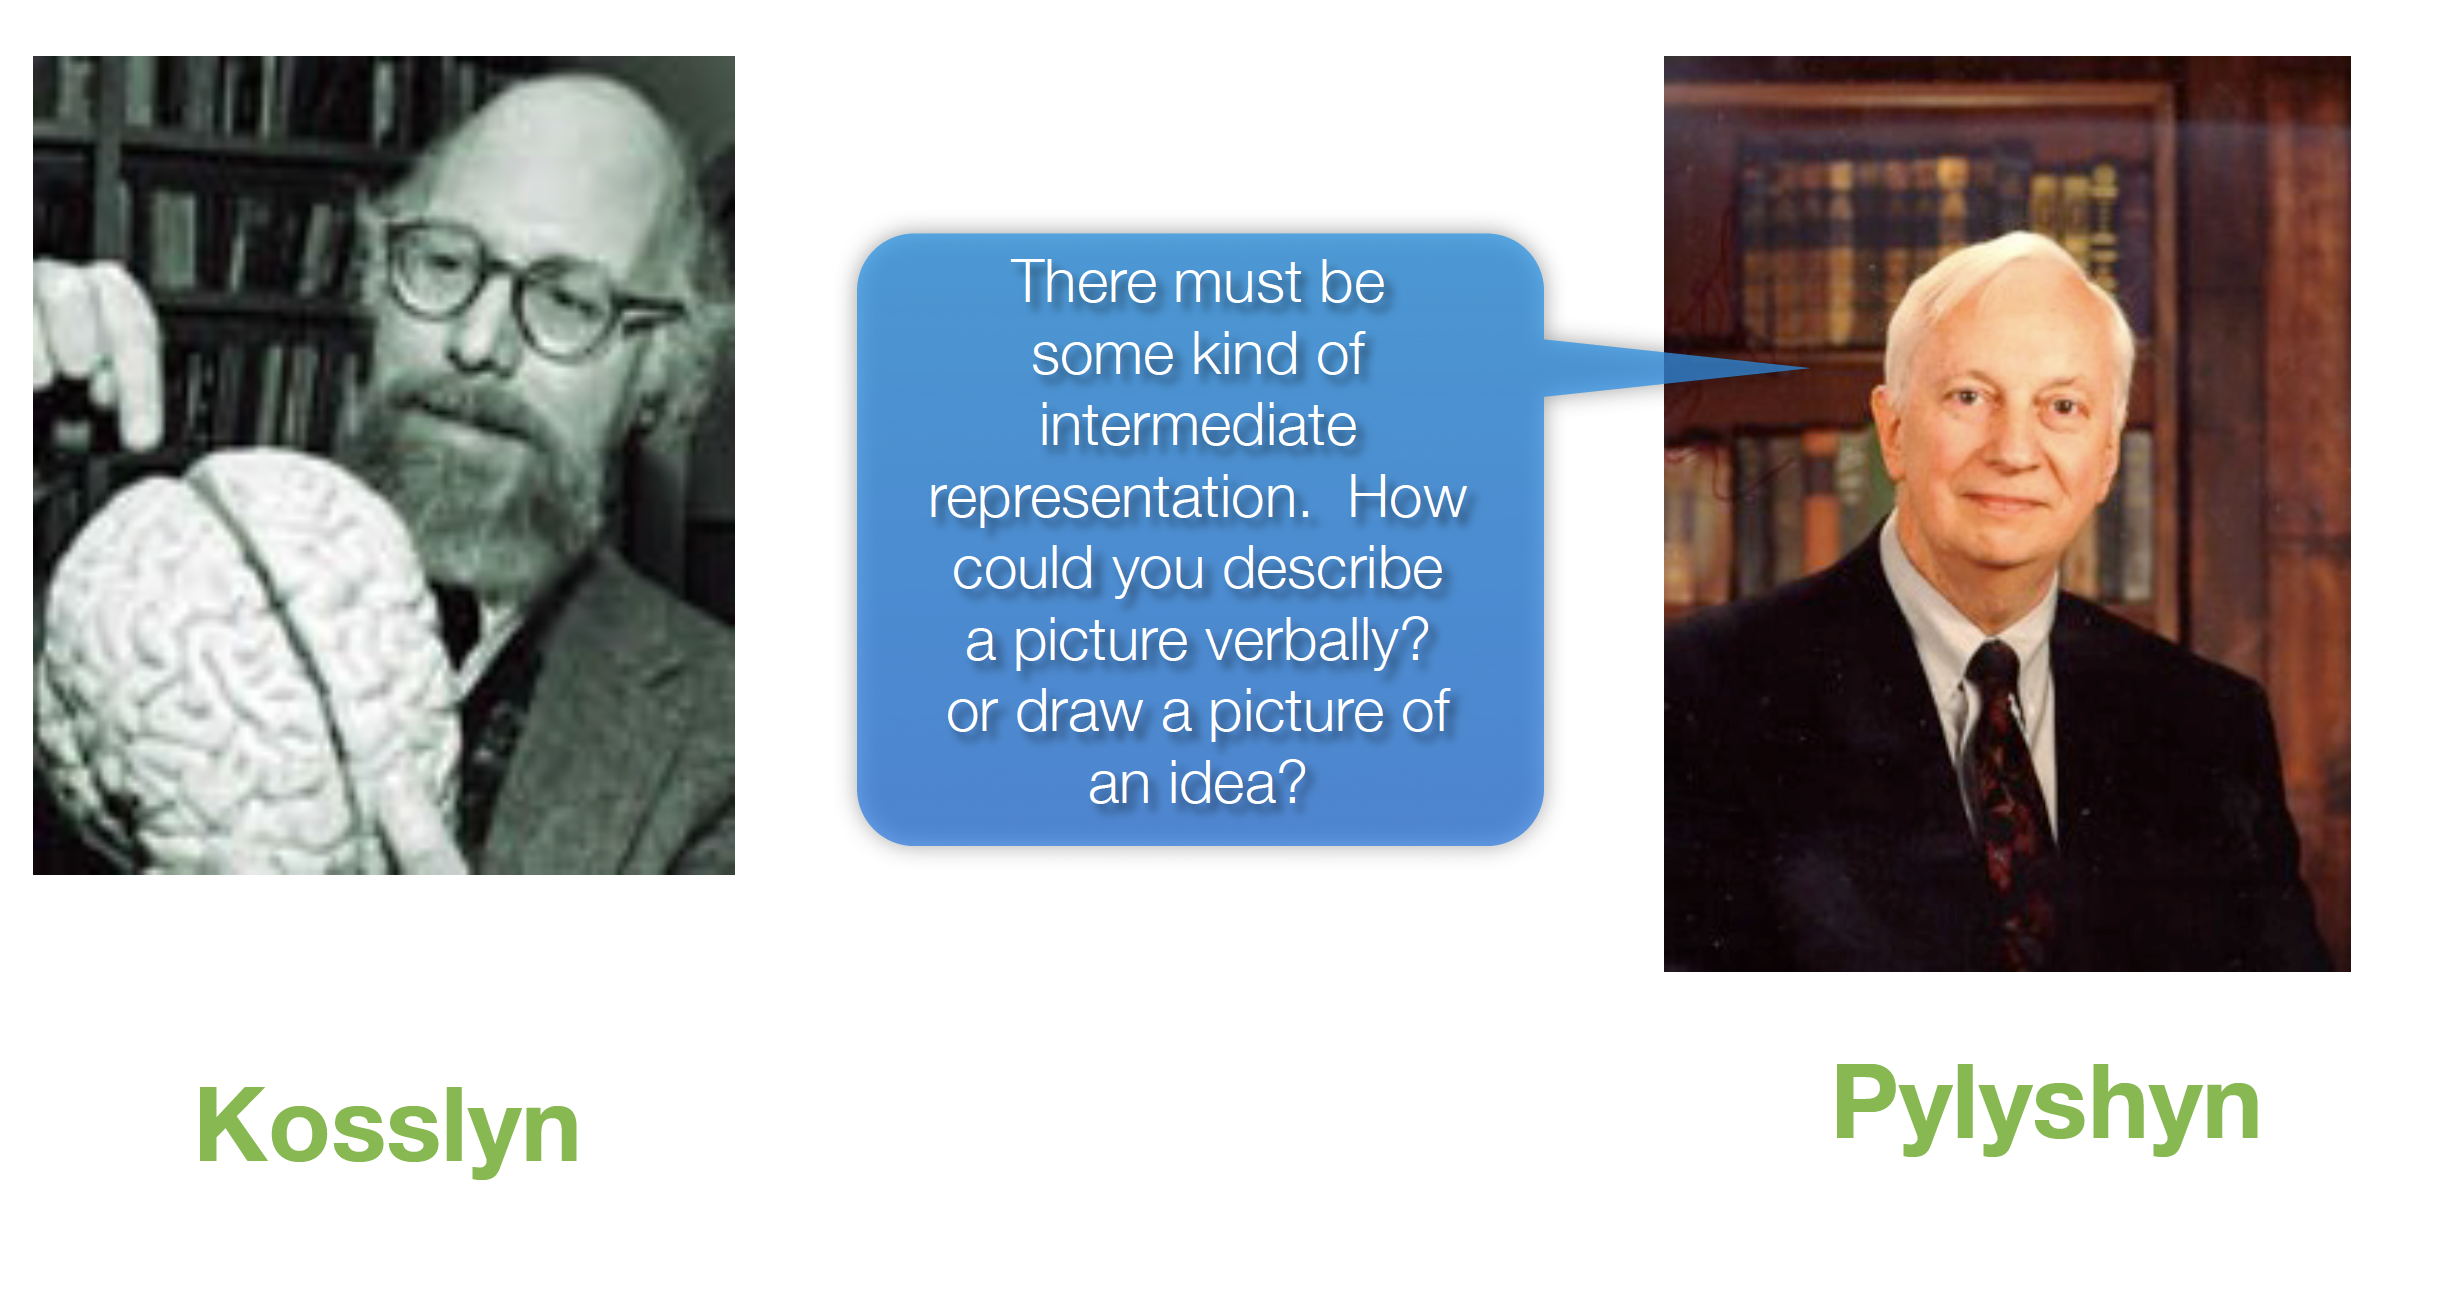 There must be
some kind of
intermediate
representation.  How
could you describe
a picture verbally?
or draw a picture of
an idea?
Kosslyn
Pylyshyn